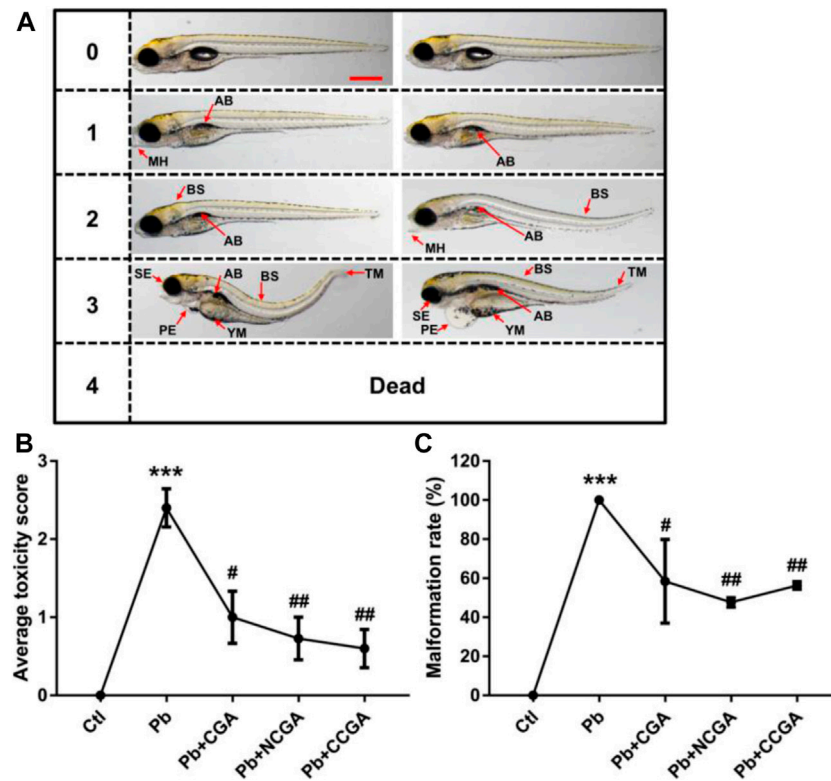 A
0
1
AB
MH
AB
2
BS
AB
BS
AB
MH
3
SE
AB
BS
TM
PE
YM
BS
TM
SE
AB
PE
YM
4
Dead
B
Average toxicity score
3
2
1
0
***
#
##
##
Ctl
Pb
Pb+CGA
Pb+NCGA
Pb+CCGA
C
Malformation rate (%)
120
100
80
60
40
20
0
***
#
##
##
Ctl
Pb
Pb+CGA
Pb+NCGA
Pb+CCGA